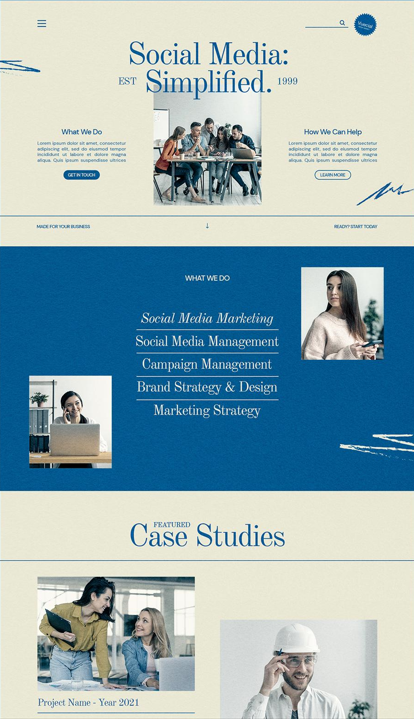 Social Media:
EST Simplified. 1999
What We Do
Lorem ipsum dolor sit amet, consectetur
adipiscing elit, sed do eiusmod tempor
incididunt ut labore et dolore magna
aliqua. Quis ipsum suspendisse ultrices
GET IN TOUCH
How We Can Help
Lorem ipsum dolor sit amet, consectetur
adipiscing elit, sed do eiusmod tempor
incididunt ut labore et dolore magna
aliqua. Quis ipsum suspendisse ultrices
LEARN MORE
MADE FOR YOUR BUSINESS
READY? START TODAY
WHAT WE DO
Social Media Marketing
Social Media Management
Campaign Management
Brand Strategy & Design
Marketing Strategy
FEATURED
Case Studies
Project Name - Year 2021